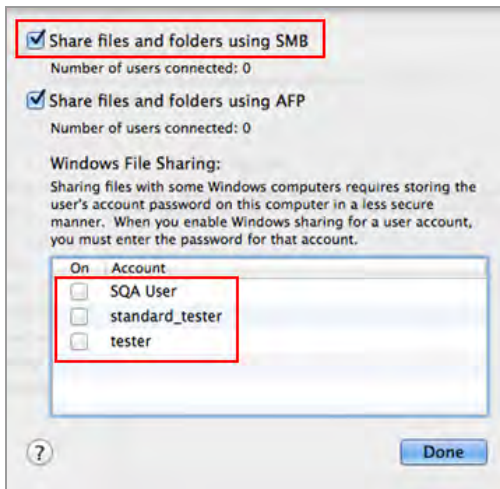 Share files and folders using SMB
Number of users connected: 0
Share files and folders using AFP
Number of users connected: 0
Windows File Sharing:
Sharing files with some Windows computers requires storing the
user's account password on this computer in a less secure
manner. When you enable Windows sharing for a user account,
you must enter the password for that account.
On Account
SQA User
standard_tester
tester
? Done